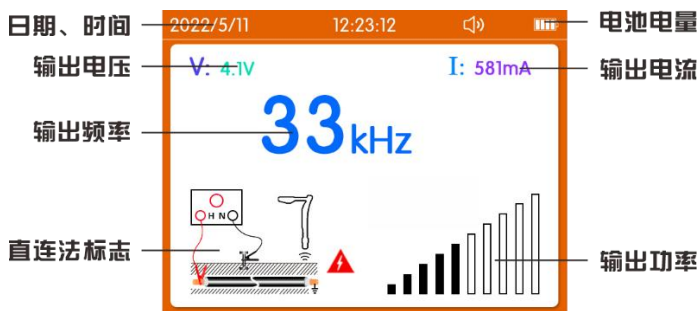 日期、时间
2022/5/11
12:23:12
电池电量
输出电压
V: 4.1V
I: 581mA
输出电流
输出频率
33kHz
H N
直连法标志
输出功率